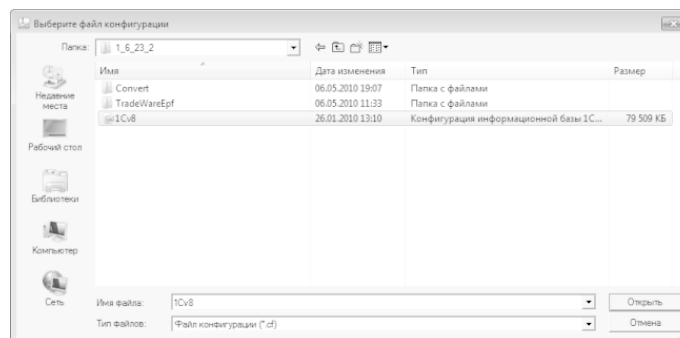 Выберите файл конфигурации
Папка: 1_6_23_2
Имя Дата изменения Тип Размер
Convert 06.05.2010 19:07 Папка с файлами
TradeWareEpf 06.05.2010 11:33 Папка с файлами
1Cv8 26.01.2010 13:10 Конфигурация информационной базы 1С... 79 509 КБ
Недавние
места
Рабочий стол
Библиотеки
Компьютер
Сеть
Имя файла: 1Cv8 Открыть
Тип файлов: Файл конфигурации (*.cf) Отмена